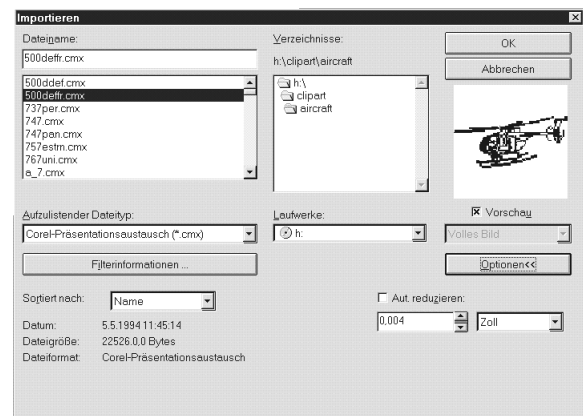 Importieren
Dateiname:
500deffr.cmx
500ddef.cmx
500deffr.cmx
737per.cmx
747.cmx
747pan.cmx
757estm.cmx
767uni.cmx
a_7.cmx
Verzeichnisse:
h:\clipart\aircraft
h:\
clipart
aircraft
OK
Abbrechen
Aufzulistender Dateityp:
Corel-Präsentationsaustausch (*.cmx)
Laufwerke:
h:
Vorschau
Volles Bild
Filterinformationen ...
Optionen<<
Sortiert nach:
Name
Aut. reduzieren:
0,004
Zoll
Datum: 5.5.1994 11:45:14
Dateigröße: 22526.0,0 Bytes
Dateiformat: Corel-Präsentationsaustausch